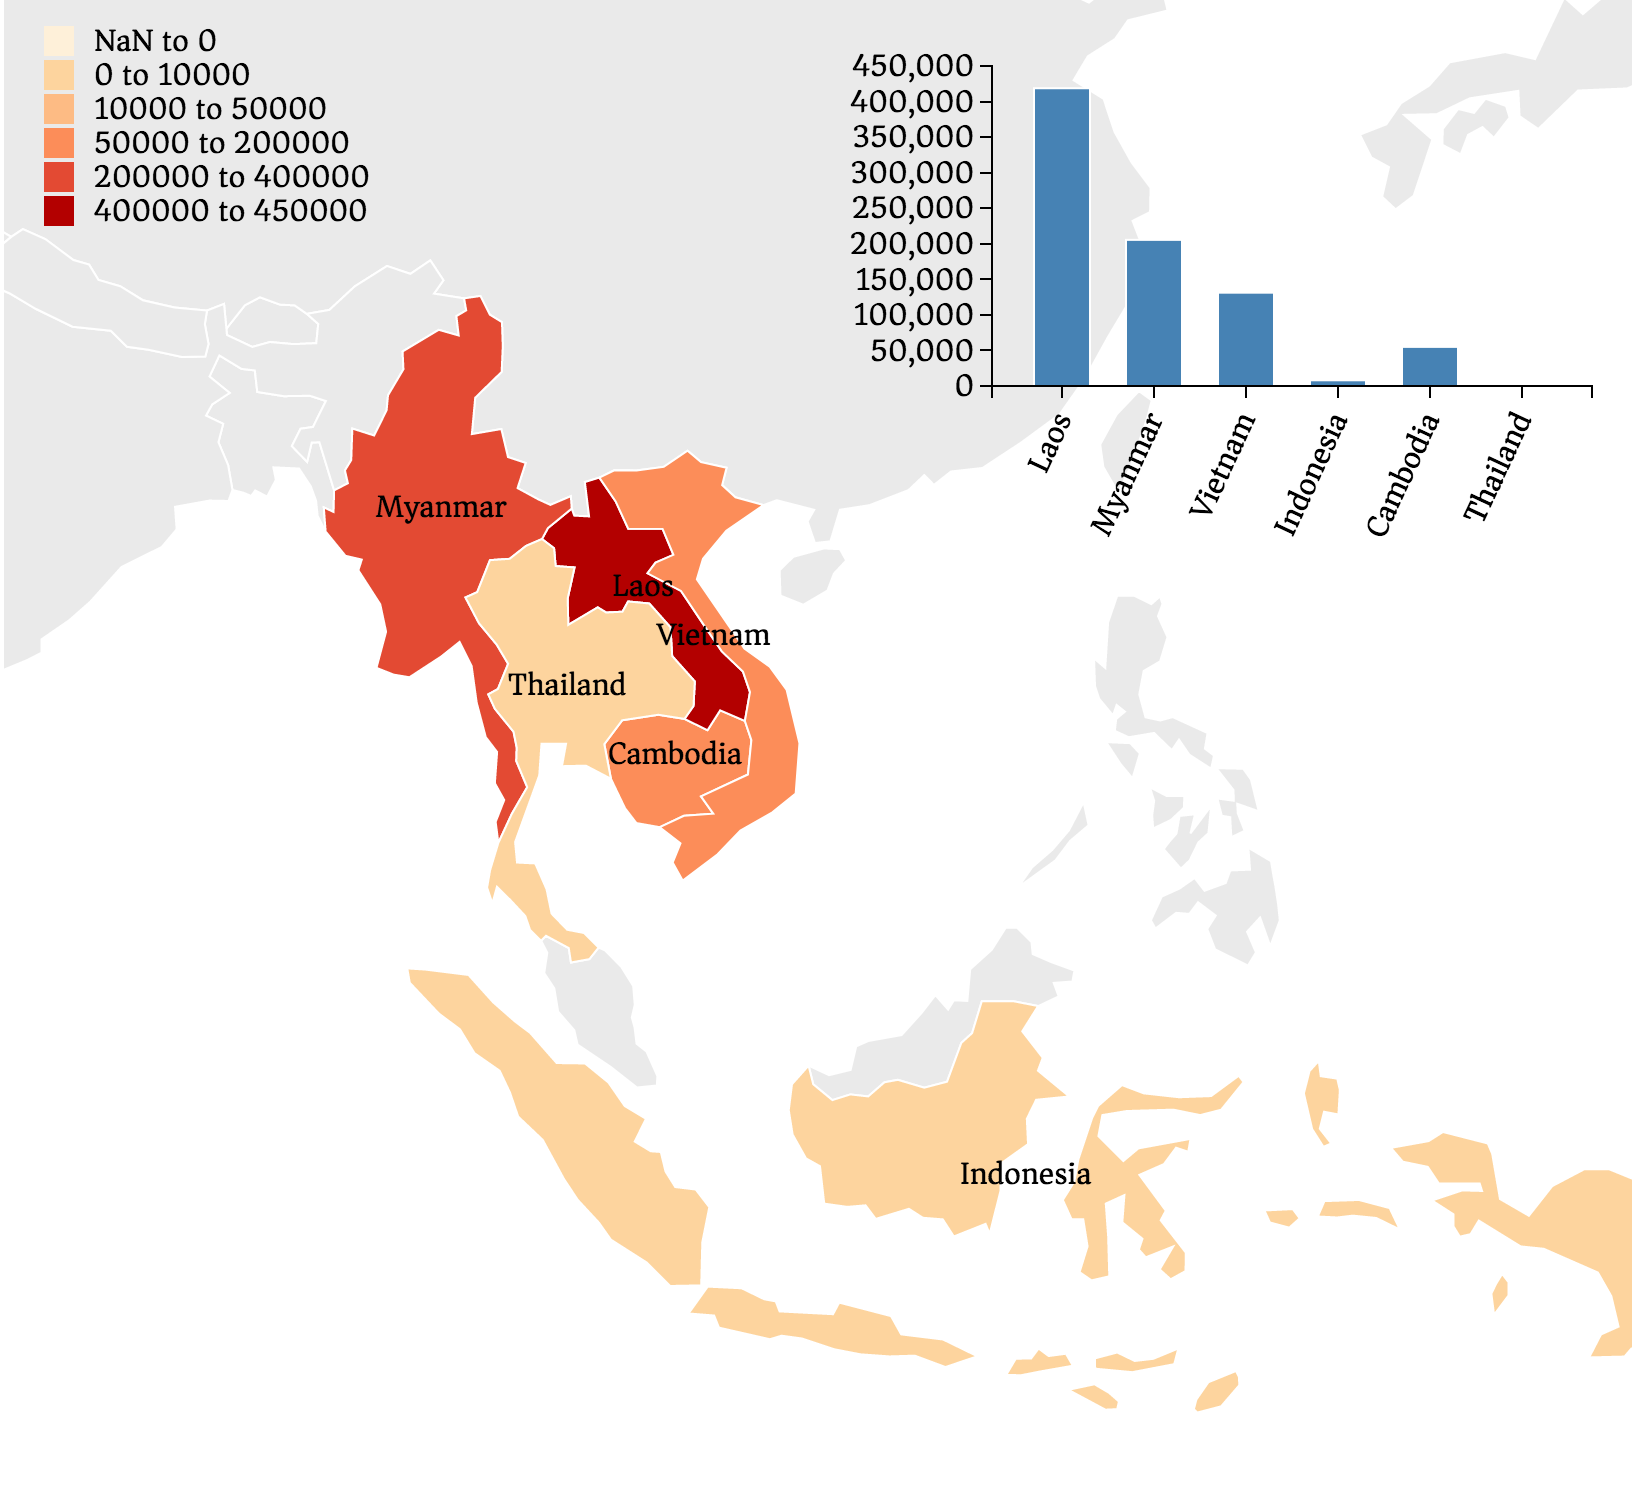 NaN to 0
0 to 10000
10000 to 50000
50000 to 200000
200000 to 400000
400000 to 450000
450,000
400,000
350,000
300,000
250,000
200,000
150,000
100,000
50,000
0
Laos
Myanmar
Vietnam
Indonesia
Cambodia
Thailand
Myanmar
Laos
Vietnam
Thailand
Cambodia
Indonesia